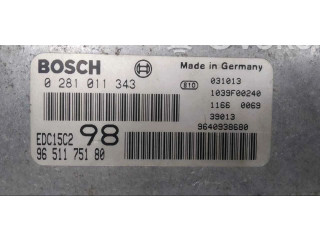 BOSCH
Made in Germany
0 281 011 343
e10
031013
1039F00240
1166 0069
EDC15C2 98
39013
96 511 751 80
9640938680